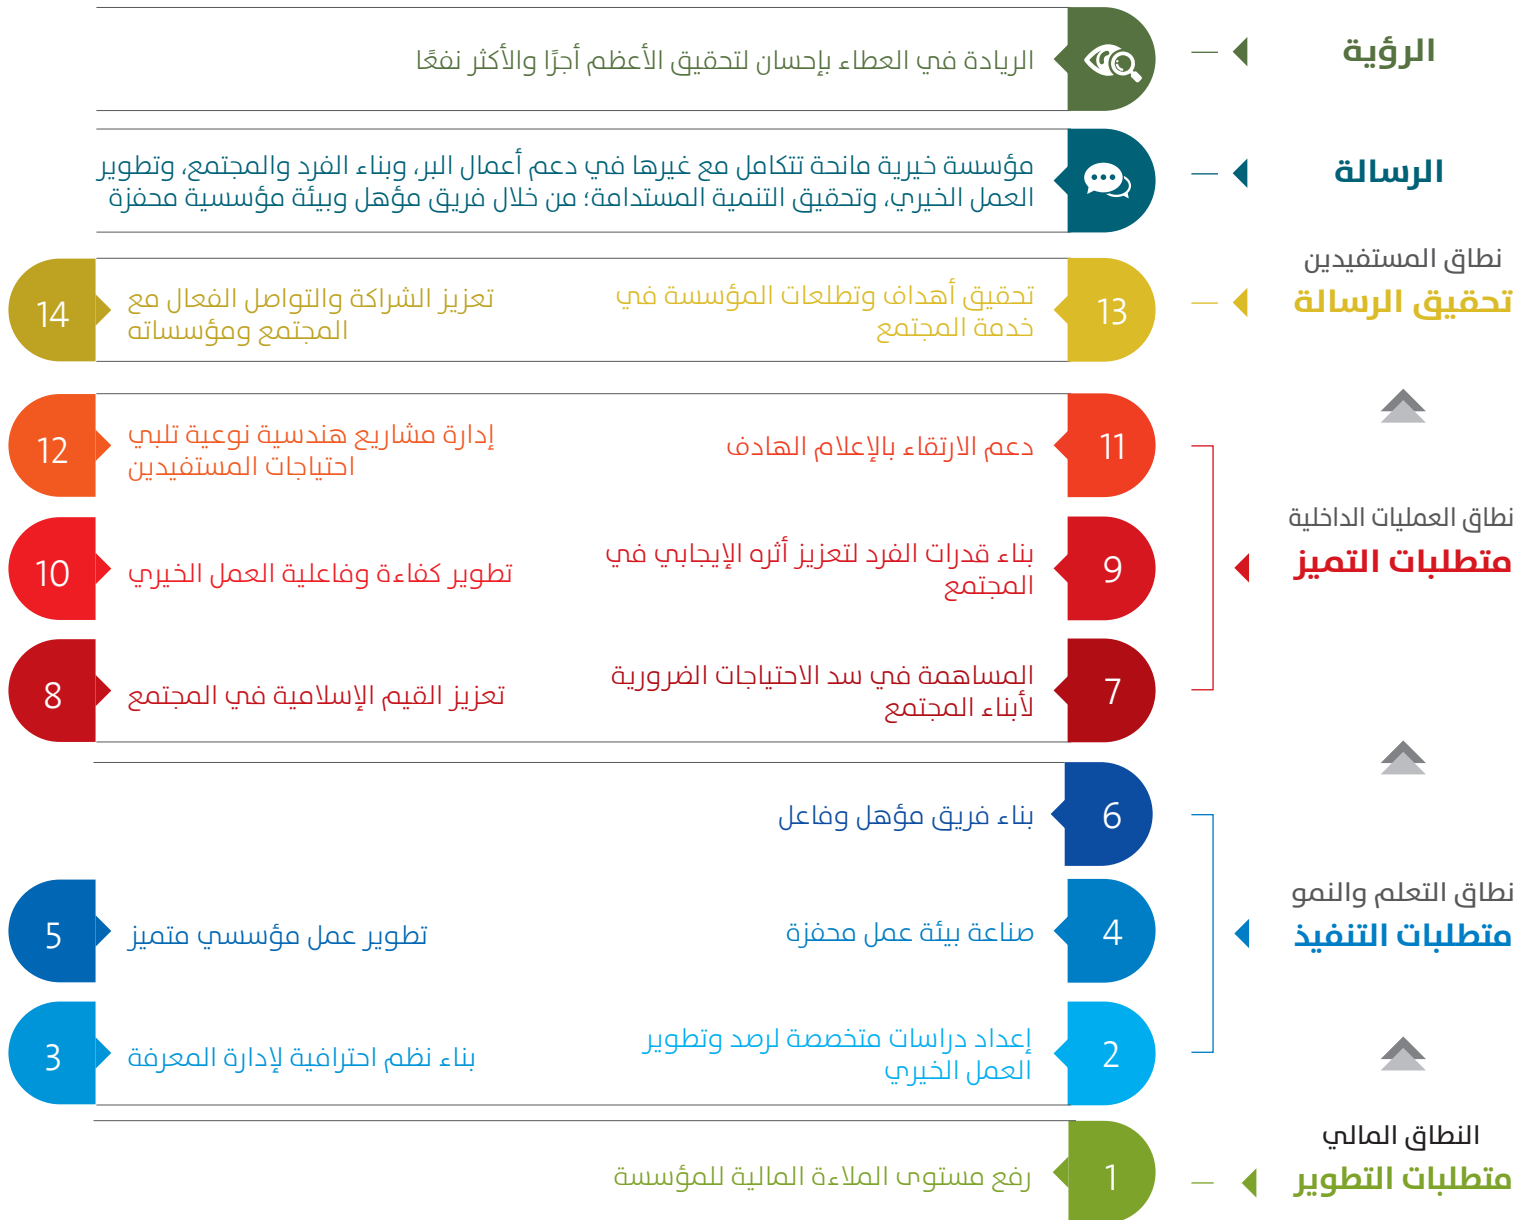 الرؤية
الريادة في العطاء بإحسان لتحقيق الأعظم أجرًا والأكثر نفعًا
الرسالة
مؤسسة خيرية مانحة تتكامل مع غيرها في دعم أعمال البر، وبناء الفرد والمجتمع، وتطوير
العمل الخيري، وتحقيق التنمية المستدامة؛ من خلال فريق مؤهل وبيئة مؤسسية محفزة
نطاق المستفيدين
تحقيق الرسالة
13
تحقيق أهداف وتطلعات المؤسسة في
خدمة المجتمع
14
تعزيز الشراكة والتواصل الفعال مع
المجتمع ومؤسساته
نطاق العمليات الداخلية
متطلبات التميز
11
دعم الارتقاء بالإعلام الهادف
12
إدارة مشاريع هندسية نوعية تلبي
احتياجات المستفيدين
9
بناء قدرات الفرد لتعزيز أثره الإيجابي في
المجتمع
10
تطوير كفاءة وفاعلية العمل الخيري
7
المساهمة في سد الاحتياجات الضرورية
لأبناء المجتمع
8
تعزيز القيم الإسلامية في المجتمع
نطاق التعلم والنمو
متطلبات التنفيذ
6
بناء فريق مؤهل وفاعل
4
صناعة بيئة عمل محفزة
5
تطوير عمل مؤسسي متميز
2
إعداد دراسات متخصصة لرصد وتطوير
العمل الخيري
3
بناء نظم احترافية لإدارة المعرفة
النطاق المالي
متطلبات التطوير
1
رفع مستوى الملاءة المالية للمؤسسة